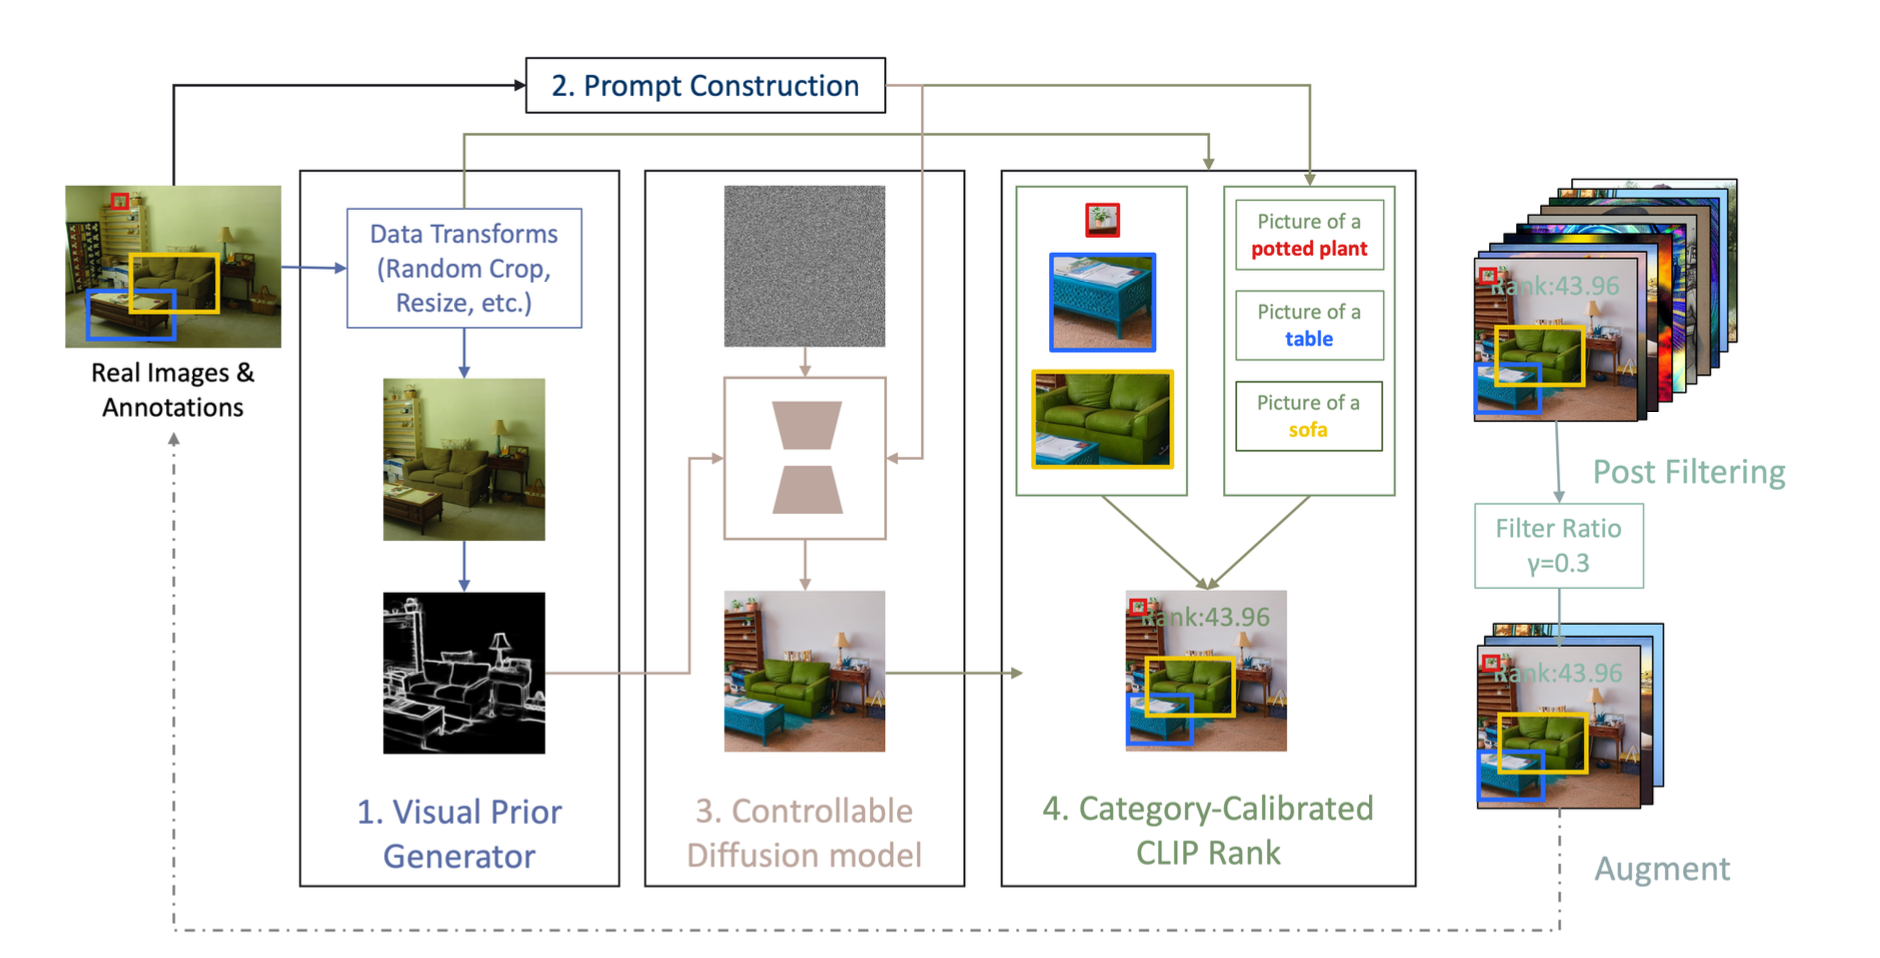 2. Prompt Construction
Real Images &
Annotations
Data Transforms
(Random Crop,
Resize, etc.)
1. Visual Prior
Generator
3. Controllable
Diffusion model
Picture of a
potted plant
Picture of a
table
Picture of a
sofa
Rank:43.96
4. Category-Calibrated
CLIP Rank
Rank:43.96
Post Filtering
Filter Ratio
γ=0.3
Rank:43.96
Augment